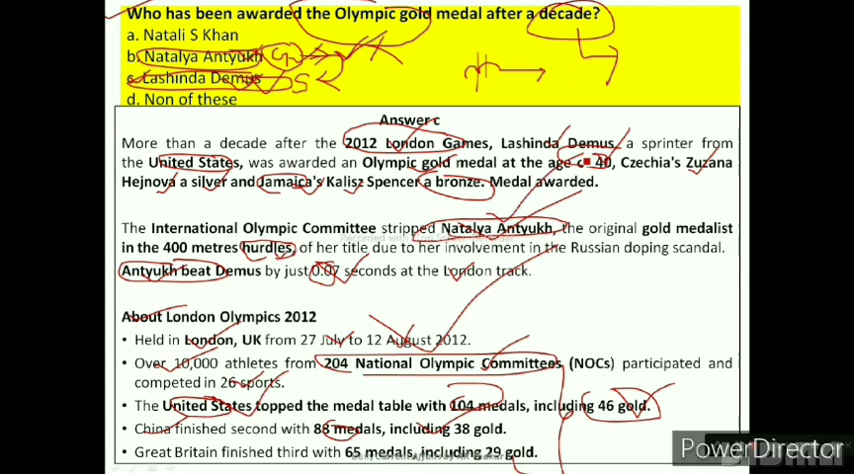 Who has been awarded the Olympic gold medal after a decade?
a. Natali S Khan
b. Natalya Antyukh
c. Lashinda Demus
d. Non of these
Answer c
More than a decade after the 2012 London Games, Lashinda Demus, a sprinter from
the United States, was awarded an Olympic gold medal at the age 40, Czechia's Zuzana
Hejnova a silver and Jamaica's Kalisz Spencer a bronze. Medal awarded.
The International Olympic Committee stripped Natalya Antyukh, the original gold medalist
in the 400 metres hurdles, of her title due to her involvement in the Russian doping scandal.
Antyukh beat Demus by just 0.07 seconds at the London track.
About London Olympics 2012
• Held in London, UK from 27 July to 12 August 2012.
• Over 10,000 athletes from 204 National Olympic Committees (NOCs) participated and
competed in 26 sports.
• The United States topped the medal table with 104 medals, including 46 gold.
• China finished second with 88 medals, including 38 gold.
• Great Britain finished third with 65 medals, including 29 gold.
PowerDirector